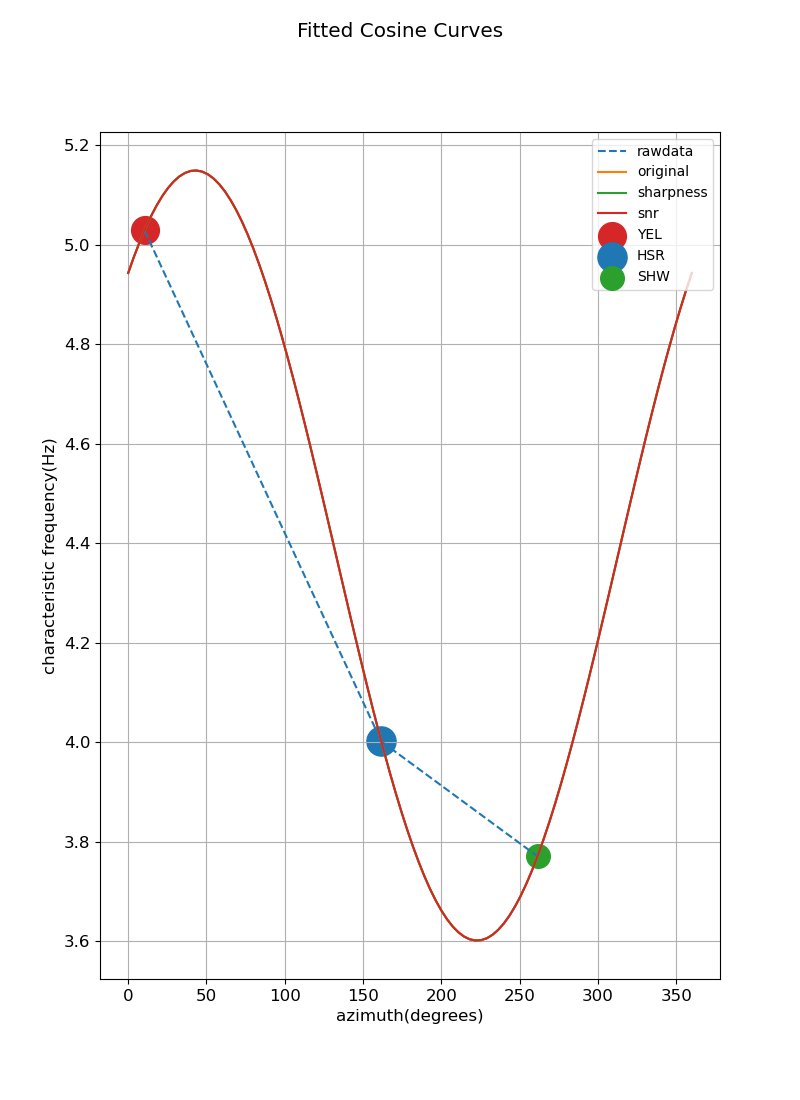 Fitted Cosine Curves
5.2
5.0
4.8
4.6
4.4
4.2
4.0
3.8
3.6
characteristic frequency(Hz)
rawdata
original
sharpness
snr
YEL
HSR
SHW
0 50 100 150 200 250 300 350
azimuth(degrees)